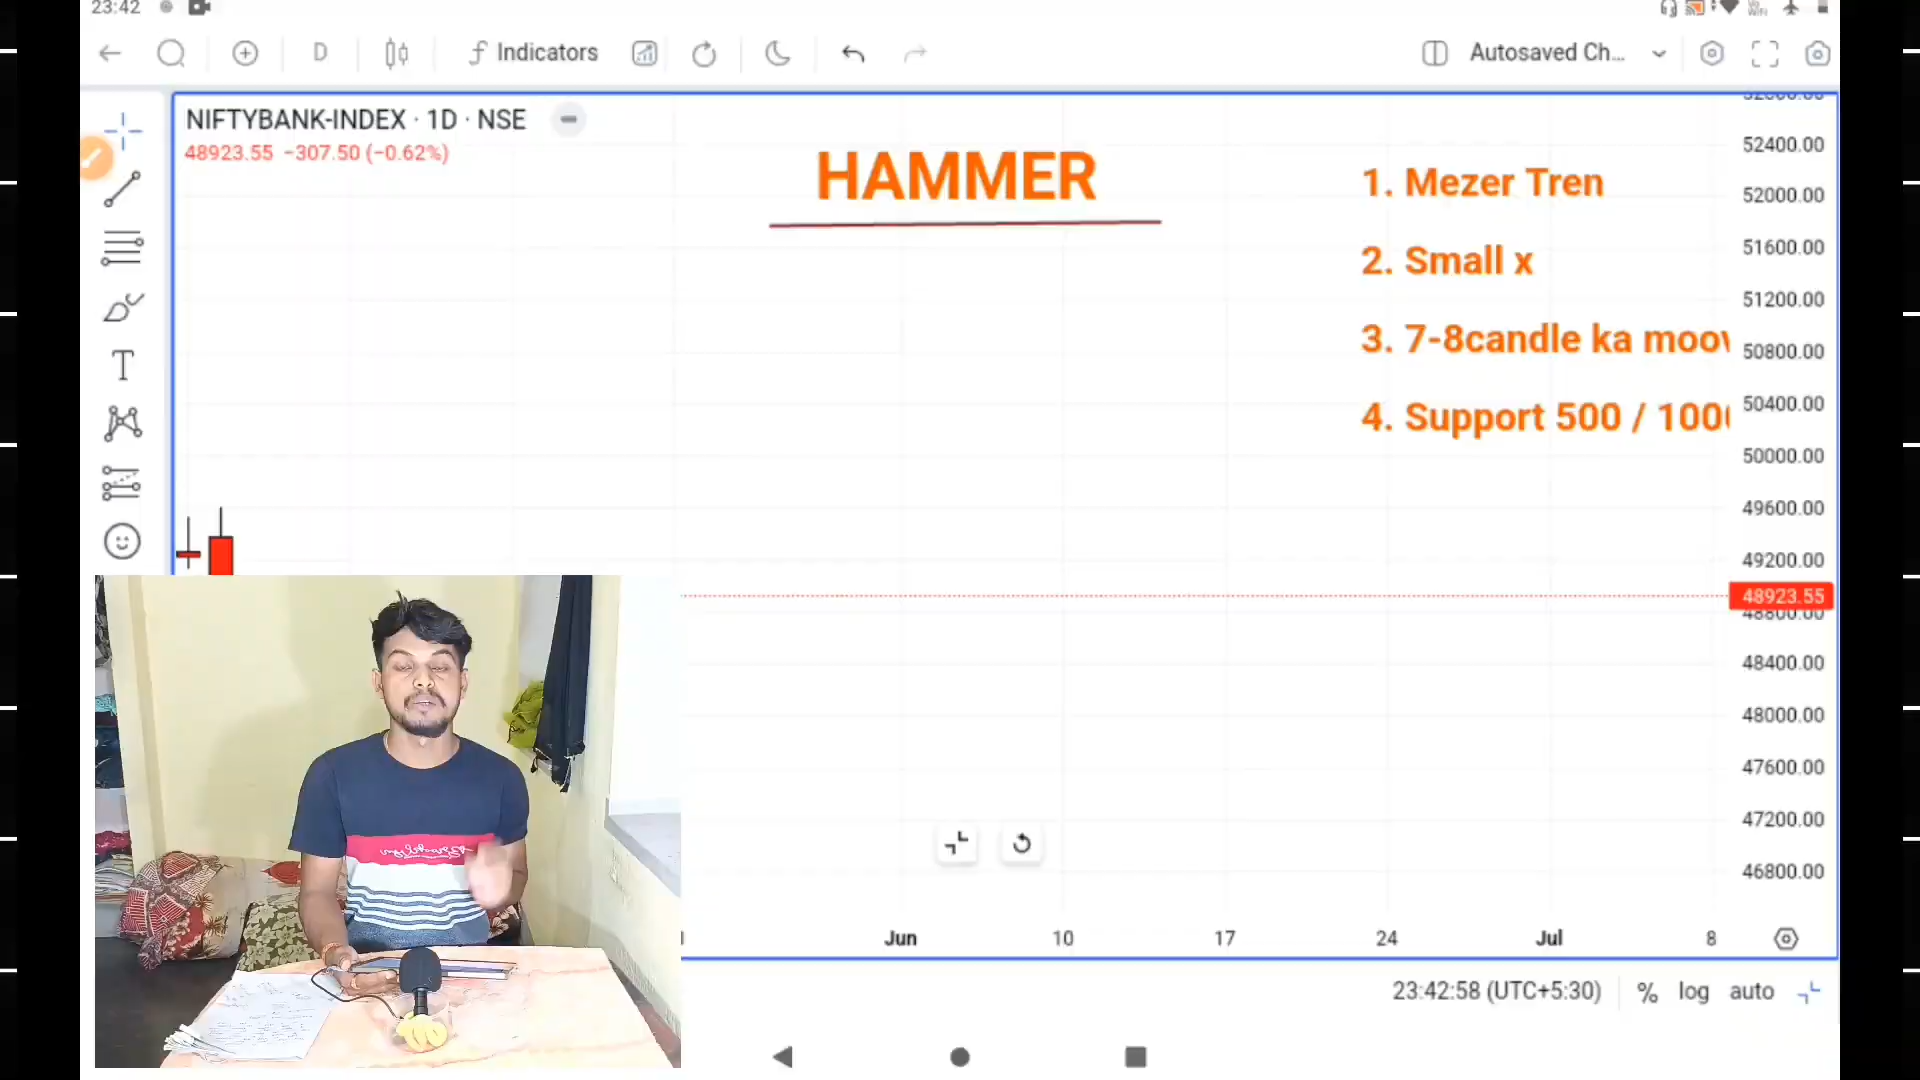 23:42
D
Indicators
Autosaved Ch...
NIFTYBANK-INDEX · 1D · NSE
48923.55 −307.50 (−0.62%)
HAMMER
1. Mezer Tren
2. Small x
3. 7-8candle ka moov
4. Support 500 / 1000
52400.00
52000.00
51600.00
51200.00
50800.00
50400.00
50000.00
49600.00
49200.00
48923.55
48800.00
48400.00
48000.00
47600.00
47200.00
46800.00
Jun 10 17 24 Jul 8
23:42:58 (UTC+5:30) % log auto